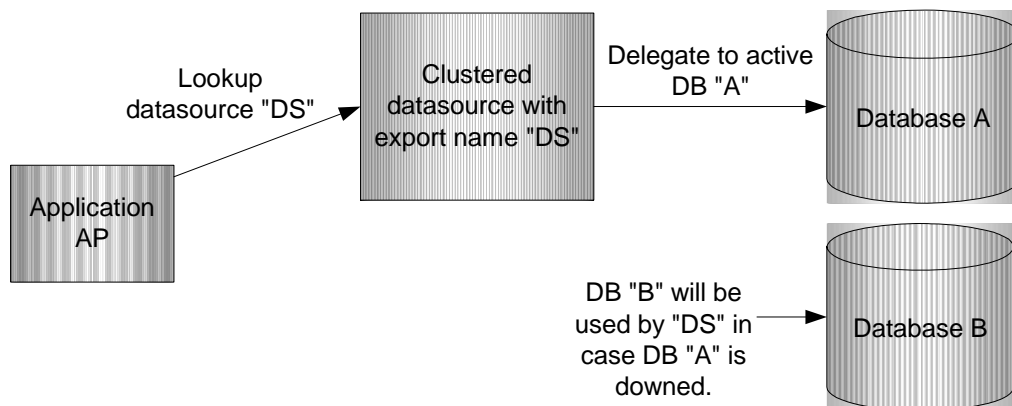 Lookup
datasource "DS"
Clustered
datasource with
export name "DS"
Delegate to active
DB "A"
Database A
Application
AP
DB "B" will be
used by "DS" in
case DB "A" is
downed.
Database B